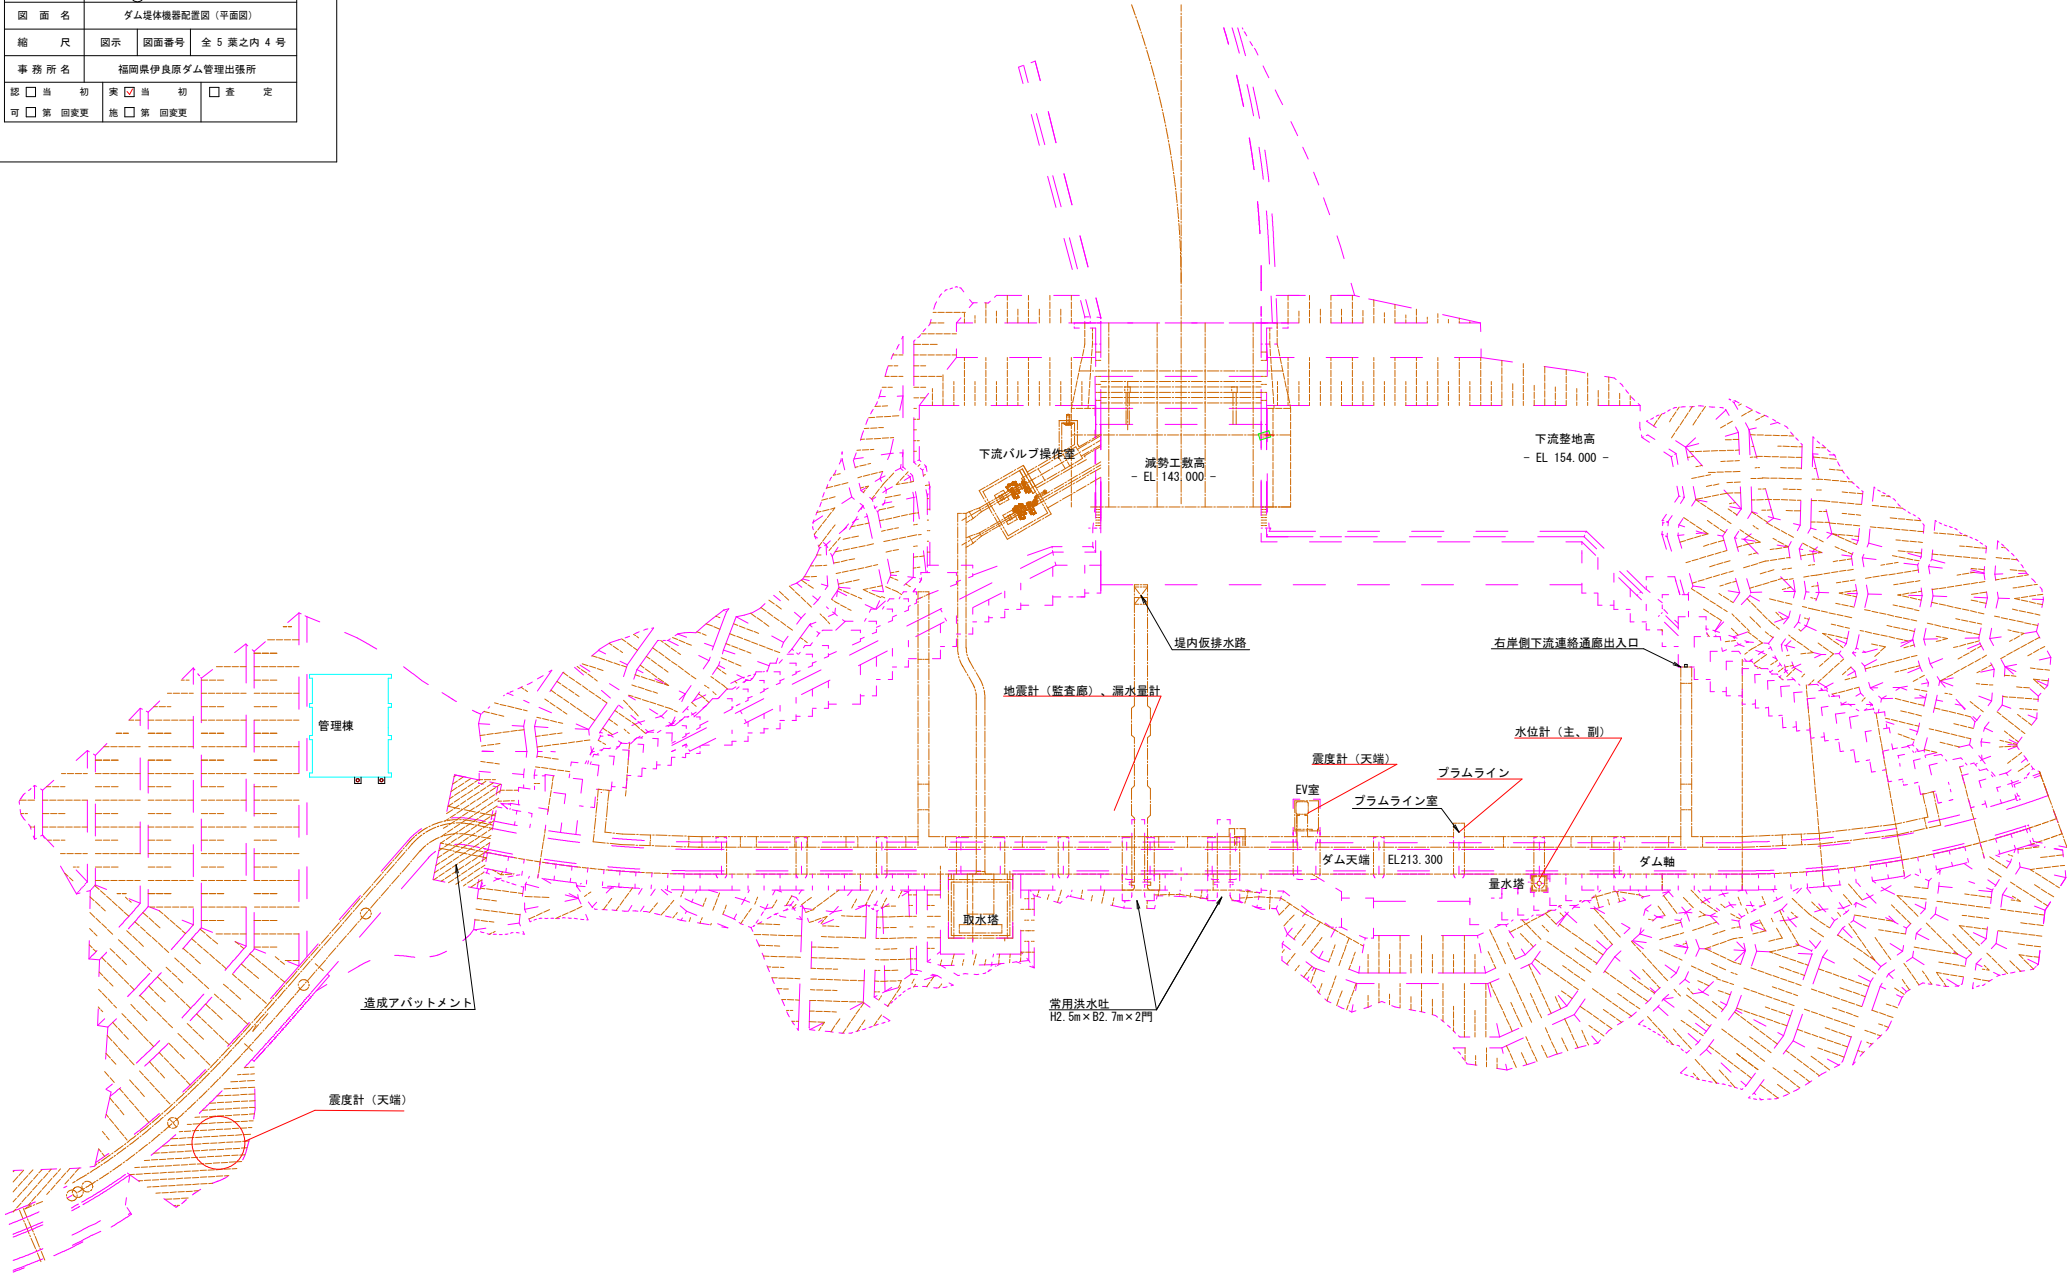 図面名 ダム堤体機器配置図（平面図）
縮尺 図示 図面番号 全 5 葉之内 4 号
事務所名 福岡県伊良原ダム管理出張所
認 □ 当 初 実 ☑ 当 初 □ 査 定
可 □ 第 回変更 施 □ 第 回変更
下流バルブ操作室
減勢工敷高
- EL 143.000 -
下流整地高
- EL 154.000 -
堤内仮排水路
右岸側下流連絡通廊出入口
地震計（監査廊）、漏水量計
管理棟
水位計（主、副）
震度計（天端）
プラムライン
EV室
プラムライン室
ダム天端 EL213.300
ダム軸
量水塔
取水塔
造成アバットメント
常用洪水吐
H2.5m×B2.7m×2門
震度計（天端）